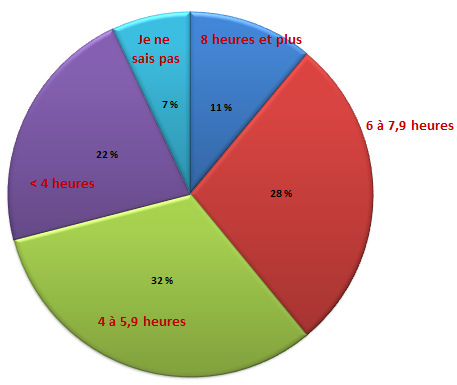 Je ne
sais pas
7 %
8 heures et plus
11 %
6 à 7,9 heures
28 %
22 %
< 4 heures
32 %
4 à 5,9 heures